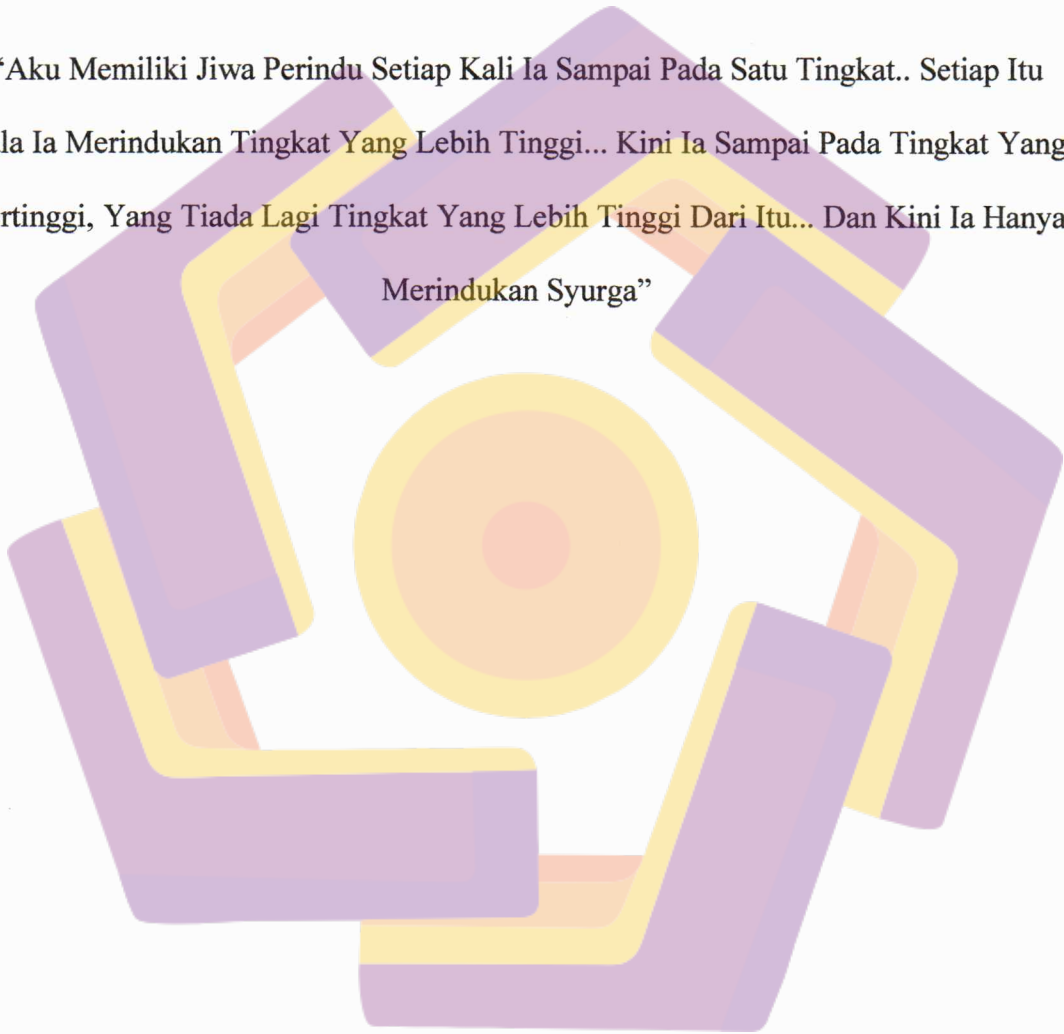 “Aku Memiliki Jiwa Perindu Setiap Kali Ia Sampai Pada Satu Tingkat.. Setiap Itu
la Ia Merindukan Tingkat Yang Lebih Tinggi... Kini Ia Sampai Pada Tingkat Yang
rtinggi, Yang Tiada Lagi Tingkat Yang Lebih Tinggi Dari Itu... Dan Kini Ia Hanya
Merindukan Syurga”